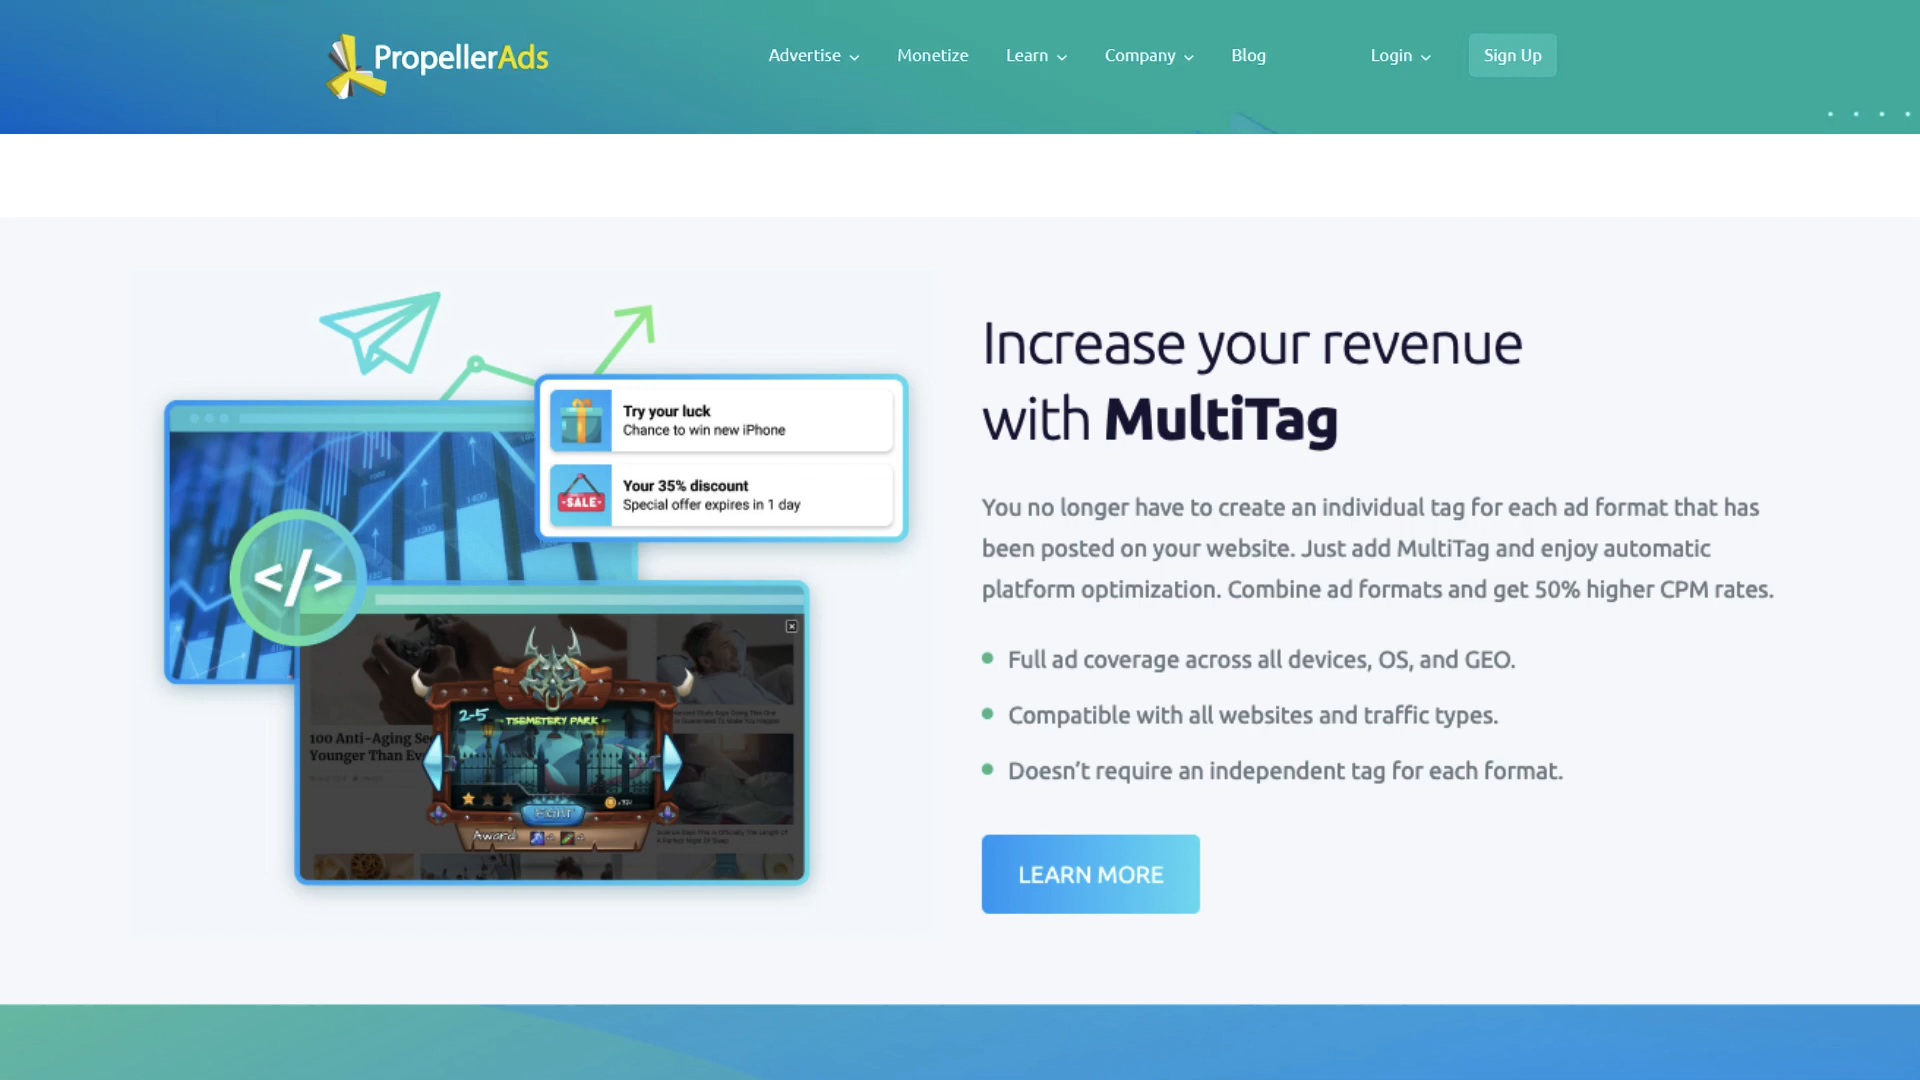 PropellerAds
Advertise
Monetize
Learn
Company
Blog
Login
Sign Up
Increase your revenue
with MultiTag
You no longer have to create an individual tag for each ad format that has
been posted on your website. Just add MultiTag and enjoy automatic
platform optimization. Combine ad formats and get 50% higher CPM rates.
Full ad coverage across all devices, OS, and GEO.
Compatible with all websites and traffic types.
Doesn’t require an independent tag for each format.
LEARN MORE
Try your luck
Chance to win new iPhone
Your 35% discount
Special offer expires in 1 day
-SALE-
</>
1400
2-5 TSEMETERY PARK
100 Anti-Aging
Younger Than
FIGHT
Award